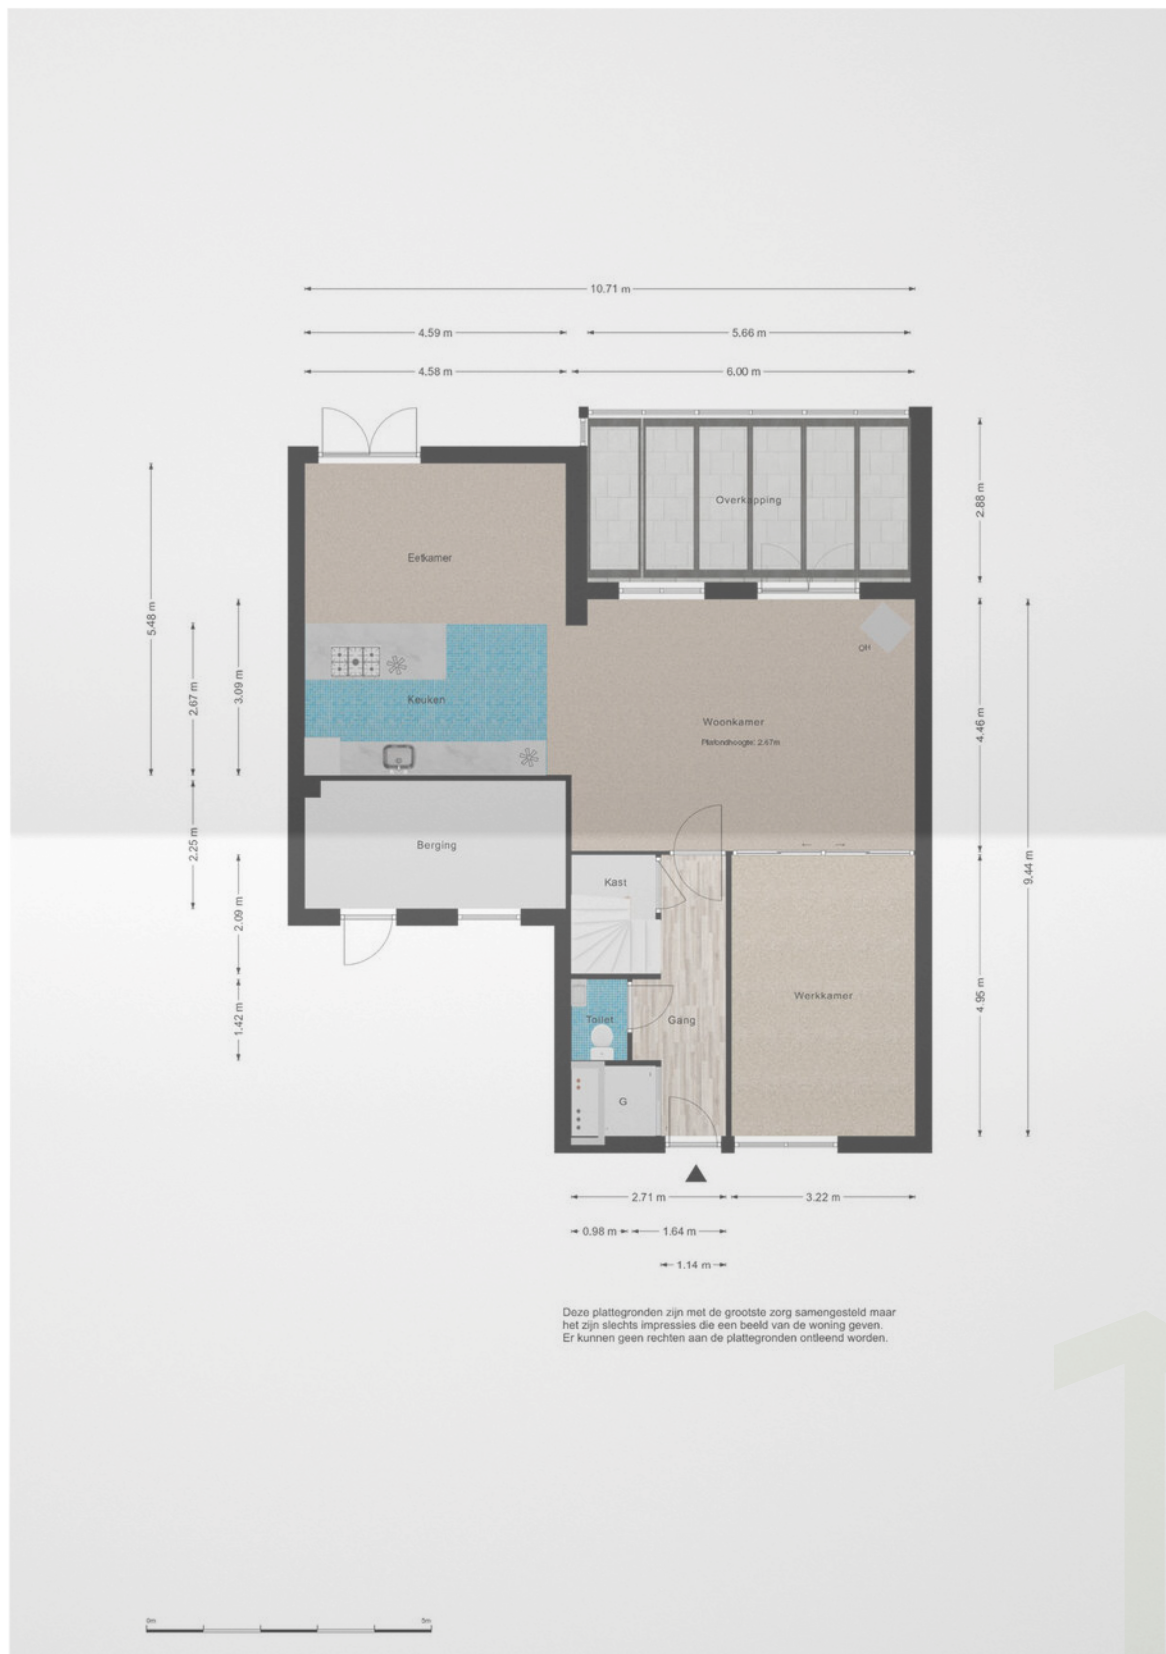 10.71 m
4.59 m
5.66 m
4.58 m
6.00 m
Overkapping
2.88 m
Eetkamer
5.48 m
2.67 m
3.09 m
Keuken
OH
Woonkamer
Plafondhoogte: 2.67m
4.46 m
2.25 m
Berging
9.44 m
Kast
2.09 m
Werkkamer
4.95 m
1.42 m
Toilet
Gang
G
2.71 m
3.22 m
0.98 m
1.64 m
1.14 m
Deze plattegronden zijn met de grootste zorg samengesteld maar
het zijn slechts impressies die een beeld van de woning geven.
Er kunnen geen rechten aan de plattegronden ontleend worden.
1
0m
5m